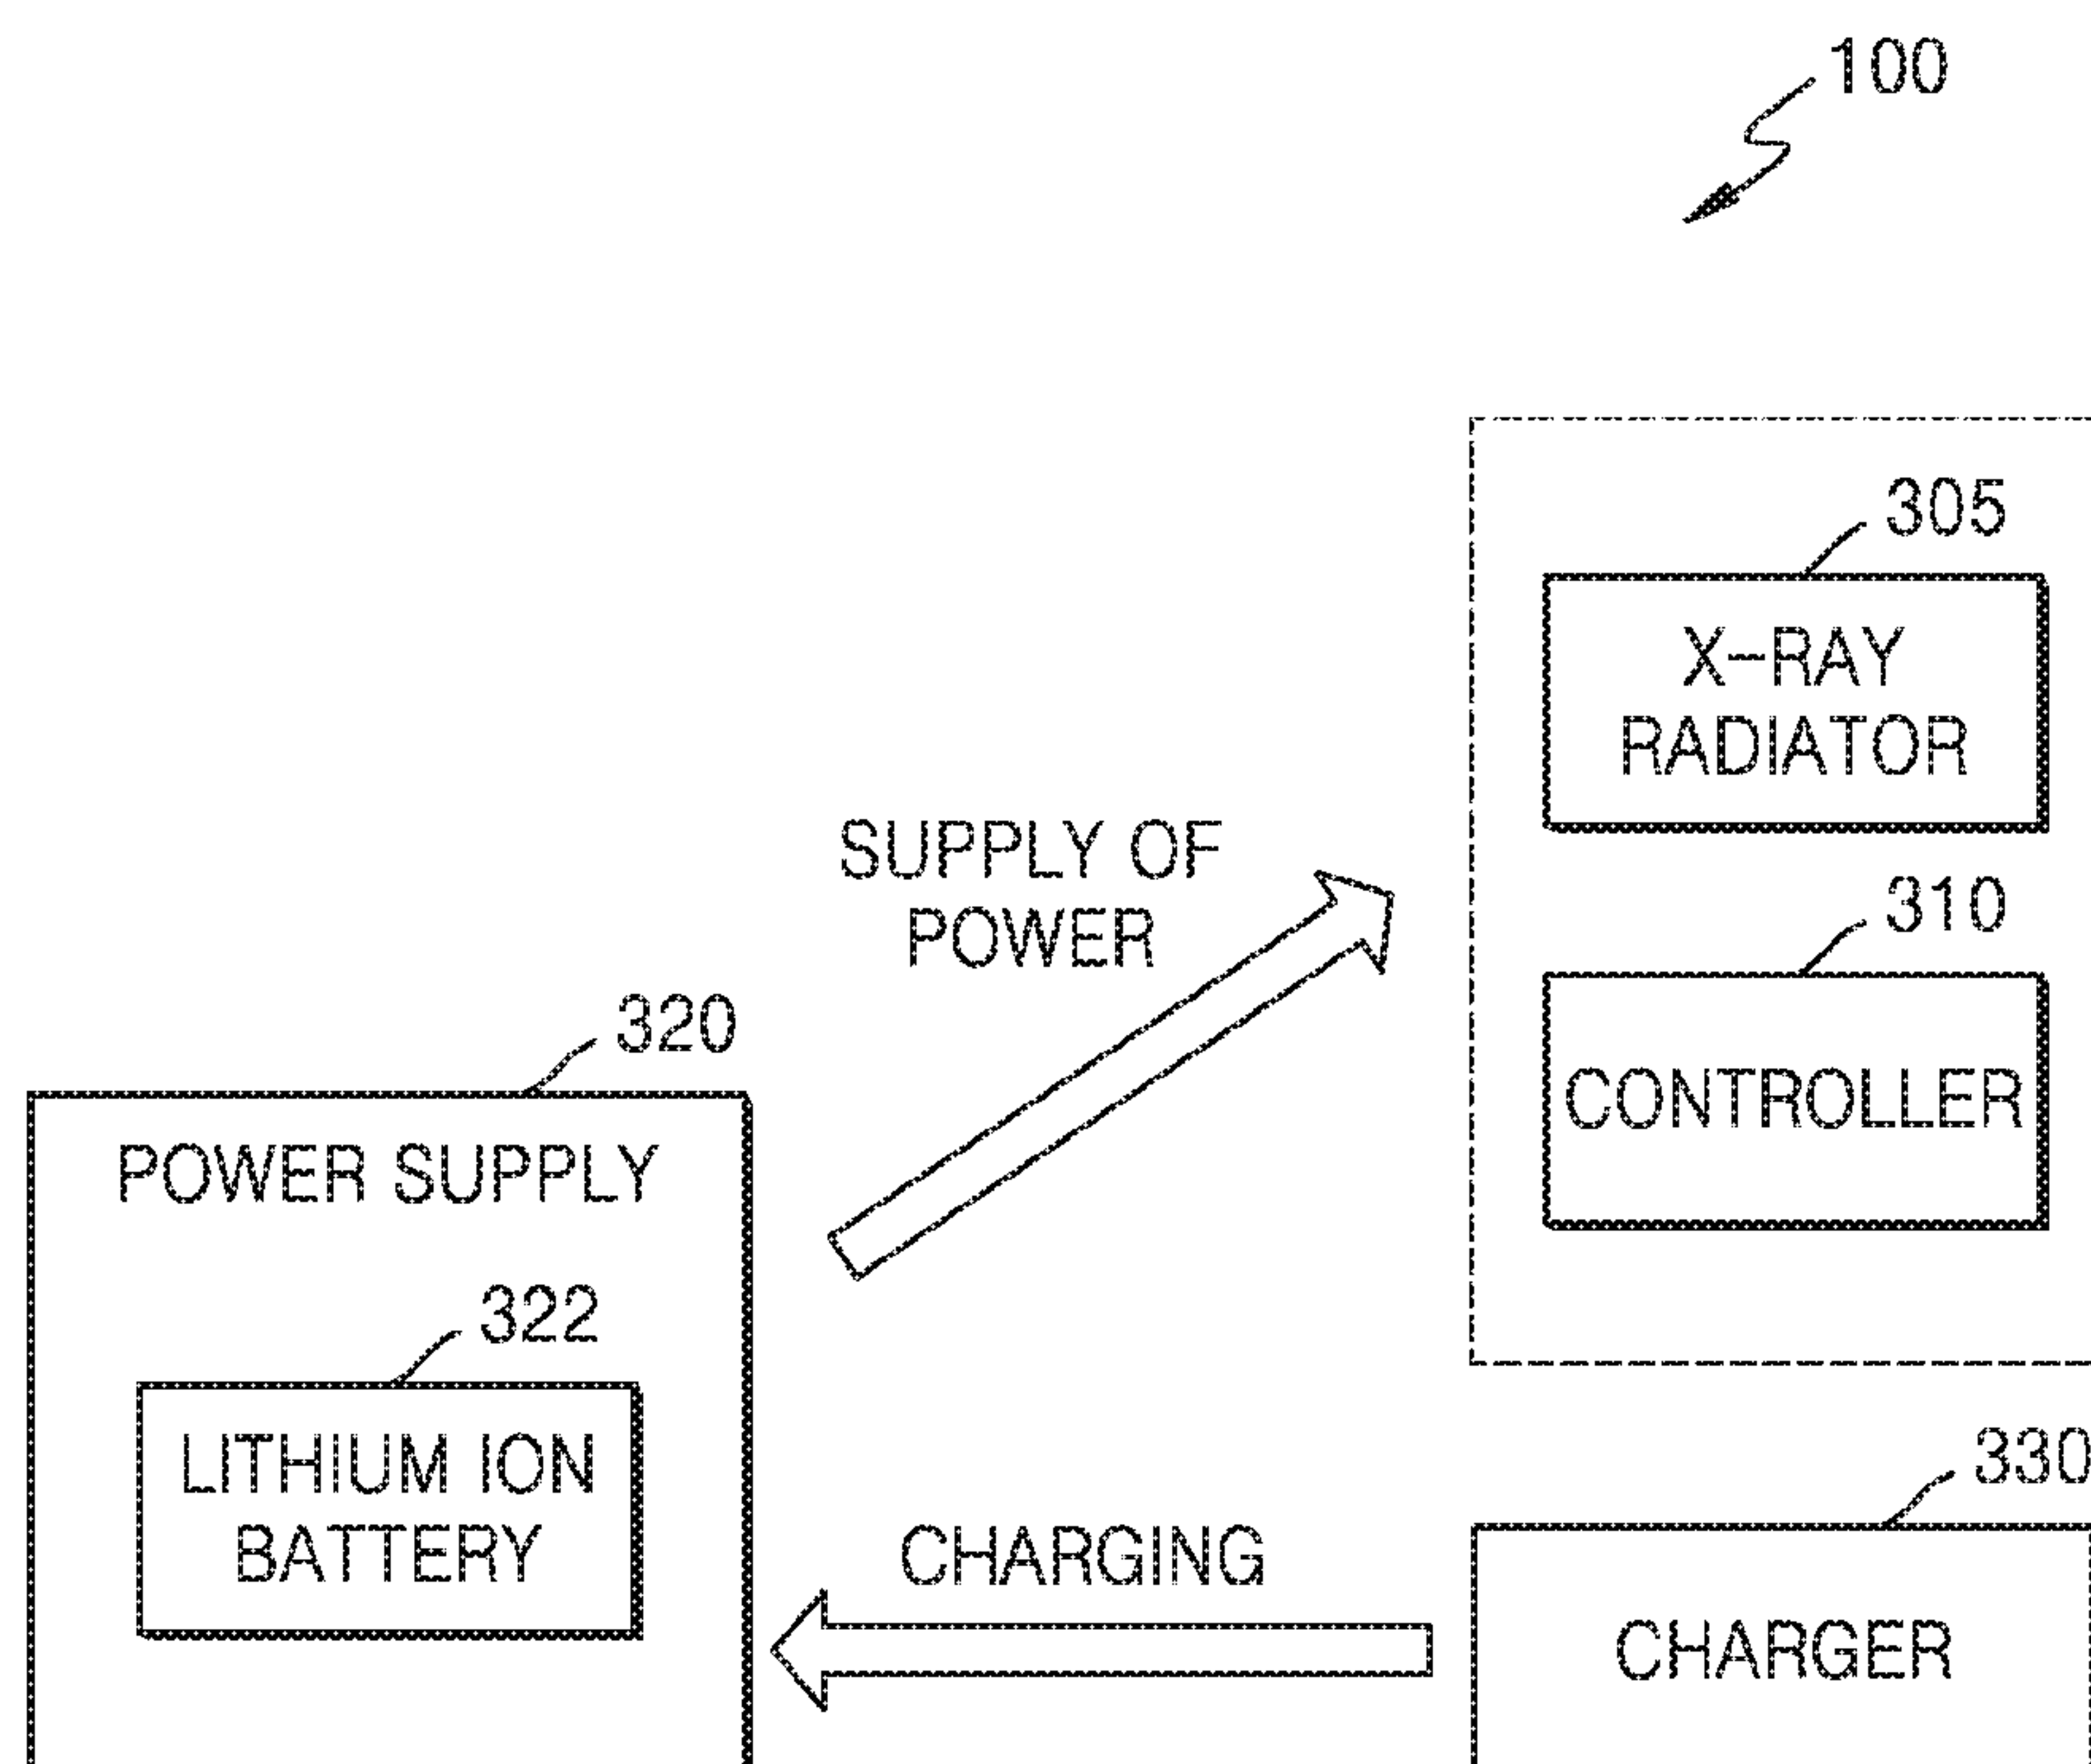 100
305
X-RAY
RADIATOR
SUPPLY OF
POWER
310
CONTROLLER
320
POWER SUPPLY
322
LITHIUM ION
BATTERY
330
CHARGING
CHARGER